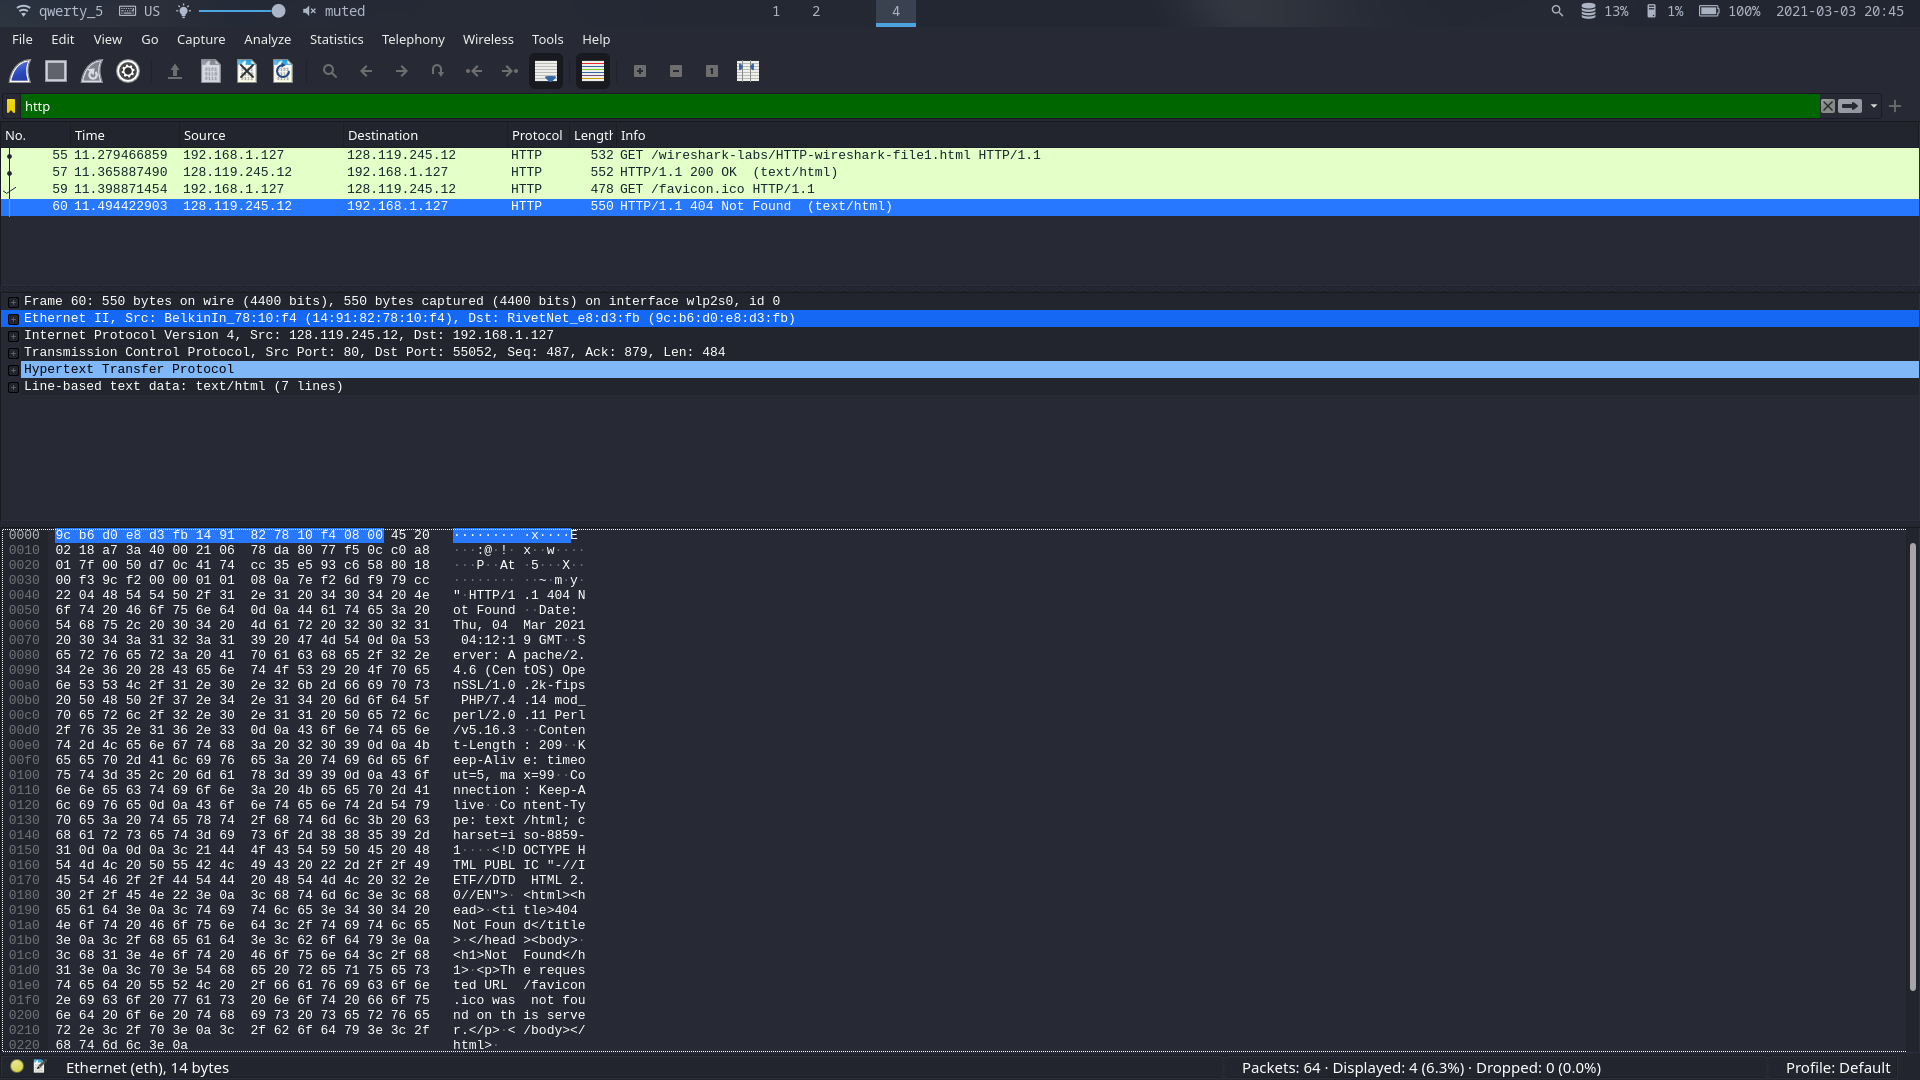 qwerty_5 US muted 1 2 4 13% 1% 100% 2021-03-03 20:45
File Edit View Go Capture Analyze Statistics Telephony Wireless Tools Help
http
No. Time Source Destination Protocol Length Info
55 11.279466859 192.168.1.127 128.119.245.12 HTTP 532 GET /wireshark-labs/HTTP-wireshark-file1.html HTTP/1.1
57 11.365887490 128.119.245.12 192.168.1.127 HTTP 552 HTTP/1.1 200 OK  (text/html)
59 11.398871454 192.168.1.127 128.119.245.12 HTTP 478 GET /favicon.ico HTTP/1.1
60 11.494422903 128.119.245.12 192.168.1.127 HTTP 550 HTTP/1.1 404 Not Found  (text/html)
Frame 60: 550 bytes on wire (4400 bits), 550 bytes captured (4400 bits) on interface wlp2s0, id 0
Ethernet II, Src: BelkinIn_78:10:f4 (14:91:82:78:10:f4), Dst: RivetNet_e8:d3:fb (9c:b6:d0:e8:d3:fb)
Internet Protocol Version 4, Src: 128.119.245.12, Dst: 192.168.1.127
Transmission Control Protocol, Src Port: 80, Dst Port: 55052, Seq: 487, Ack: 879, Len: 484
Hypertext Transfer Protocol
Line-based text data: text/html (7 lines)
0000 9c b6 d0 e8 d3 fb 14 91 82 78 10 f4 08 00 45 20 ········ ·x····E
0010 02 18 a7 3a 40 00 21 06 78 da 80 77 f5 0c c0 a8 ···:@·!· x··w····
0020 01 7f 00 50 d7 0c 41 74 cc 35 e5 93 c6 58 80 18 ···P··At ·5···X··
0030 00 f3 9c f2 00 00 01 01 08 0a 7e f2 6d f9 79 cc ········ ··~·m·y·
0040 22 04 48 54 54 50 2f 31 2e 31 20 34 30 34 20 4e "·HTTP/1 .1 404 N
0050 6f 74 20 46 6f 75 6e 64 0d 0a 44 61 74 65 3a 20 ot Found ··Date:
0060 54 68 75 2c 20 30 34 20 4d 61 72 20 32 30 32 31 Thu, 04  Mar 2021
0070 20 30 34 3a 31 32 3a 31 39 20 47 4d 54 0d 0a 53 04:12:1 9 GMT··S
0080 65 72 76 65 72 3a 20 41 70 61 63 68 65 2f 32 2e erver: A pache/2.
0090 34 2e 36 20 28 43 65 6e 74 4f 53 29 20 4f 70 65 4.6 (Cen tOS) Ope
00a0 6e 53 53 4c 2f 31 2e 30 2e 32 6b 2d 66 69 70 73 nSSL/1.0 .2k-fips
00b0 20 50 48 50 2f 37 2e 34 2e 31 34 20 6d 6f 64 5f PHP/7.4 .14 mod_
00c0 70 65 72 6c 2f 32 2e 30 2e 31 31 20 50 65 72 6c perl/2.0 .11 Perl
00d0 2f 76 35 2e 31 36 2e 33 0d 0a 43 6f 6e 74 65 6e /v5.16.3 ··Conten
00e0 74 2d 4c 65 6e 67 74 68 3a 20 32 30 39 0d 0a 4b t-Length : 209··K
00f0 65 65 70 2d 41 6c 69 76 65 3a 20 74 69 6d 65 6f eep-Aliv e: timeo
0100 75 74 3d 35 2c 20 6d 61 78 3d 39 39 0d 0a 43 6f ut=5, ma x=99··Co
0110 6e 6e 65 63 74 69 6f 6e 3a 20 4b 65 65 70 2d 41 nnection : Keep-A
0120 6c 69 76 65 0d 0a 43 6f 6e 74 65 6e 74 2d 54 79 live··Co ntent-Ty
0130 70 65 3a 20 74 65 78 74 2f 68 74 6d 6c 3b 20 63 pe: text /html; c
0140 68 61 72 73 65 74 3d 69 73 6f 2d 38 38 35 39 2d harset=i so-8859-
0150 31 0d 0a 0d 0a 3c 21 44 4f 43 54 59 50 45 20 48 1····<!D OCTYPE H
0160 54 4d 4c 20 50 55 42 4c 49 43 20 22 2d 2f 2f 49 TML PUBL IC "-//I
0170 45 54 46 2f 2f 44 54 44 20 48 54 4d 4c 20 32 2e ETF//DTD  HTML 2.
0180 30 2f 2f 45 4e 22 3e 0a 3c 68 74 6d 6c 3e 3c 68 0//EN">· <html><h
0190 65 61 64 3e 0a 3c 74 69 74 6c 65 3e 34 30 34 20 ead>·<ti tle>404
01a0 4e 6f 74 20 46 6f 75 6e 64 3c 2f 74 69 74 6c 65 Not Foun d</title
01b0 3e 0a 3c 2f 68 65 61 64 3e 3c 62 6f 64 79 3e 0a >·</head ><body>·
01c0 3c 68 31 3e 4e 6f 74 20 46 6f 75 6e 64 3c 2f 68 <h1>Not  Found</h
01d0 31 3e 0a 3c 70 3e 54 68 65 20 72 65 71 75 65 73 1>·<p>Th e reques
01e0 74 65 64 20 55 52 4c 20 2f 66 61 76 69 63 6f 6e ted URL  /favicon
01f0 2e 69 63 6f 20 77 61 73 20 6e 6f 74 20 66 6f 75 .ico was  not fou
0200 6e 64 20 6f 6e 20 74 68 69 73 20 73 65 72 76 65 nd on th is serve
0210 72 2e 3c 2f 70 3e 0a 3c 2f 62 6f 64 79 3e 3c 2f r.</p>·< /body></
0220 68 74 6d 6c 3e 0a html>·
Ethernet (eth), 14 bytes Packets: 64 · Displayed: 4 (6.3%) · Dropped: 0 (0.0%) Profile: Default